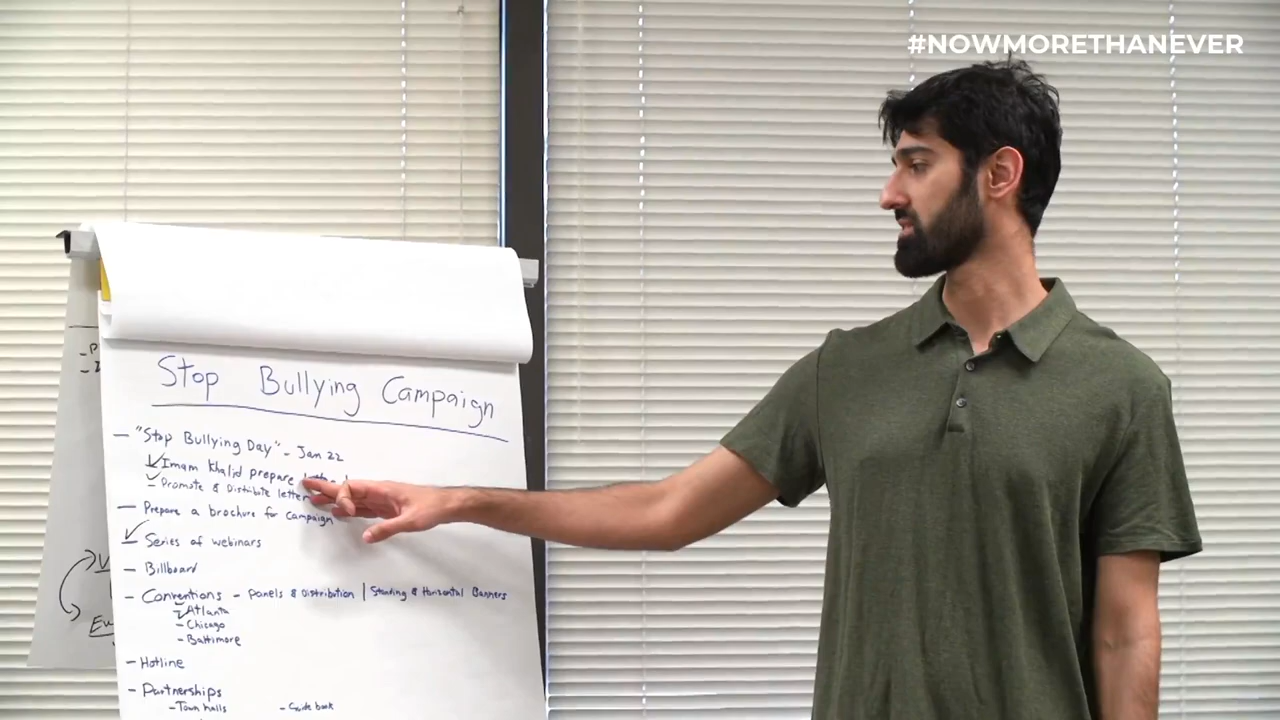 #NOWMORETHANEVER
Stop Bullying Campaign
— "Stop Bullying Day" - Jan 22
Imam Khalid prepare
— Promote & Distribute letter
— Prepare a brochure for campaign
— Series of webinars
— Billboard
— Conventions - panels & Distribution | Standing & Horizontal Banners
- Atlanta
- Chicago
- Baltimore
— Hotline
— Partnerships
- Town halls - Guide book